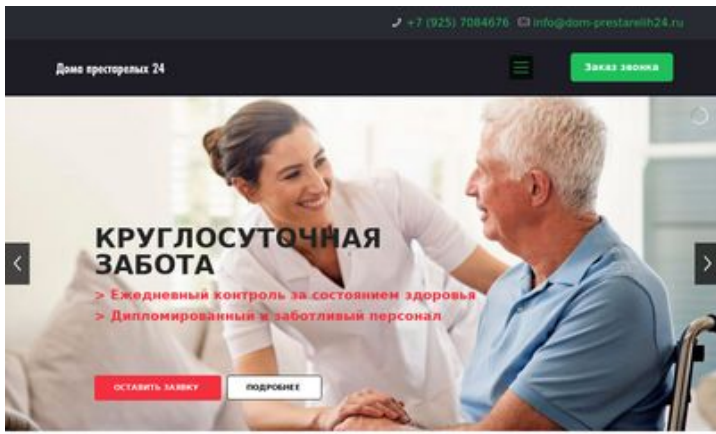 +7 (925) 7084676 info@dom-prestarelih24.ru
Дома престарелых 24
Заказ звонка
КРУГЛОСУТОЧНАЯ
ЗАБОТА
> Ежедневный контроль за состоянием здоровья
> Дипломированный и заботливый персонал
ОСТАВИТЬ ЗАЯВКУ ПОДРОБНЕЕ